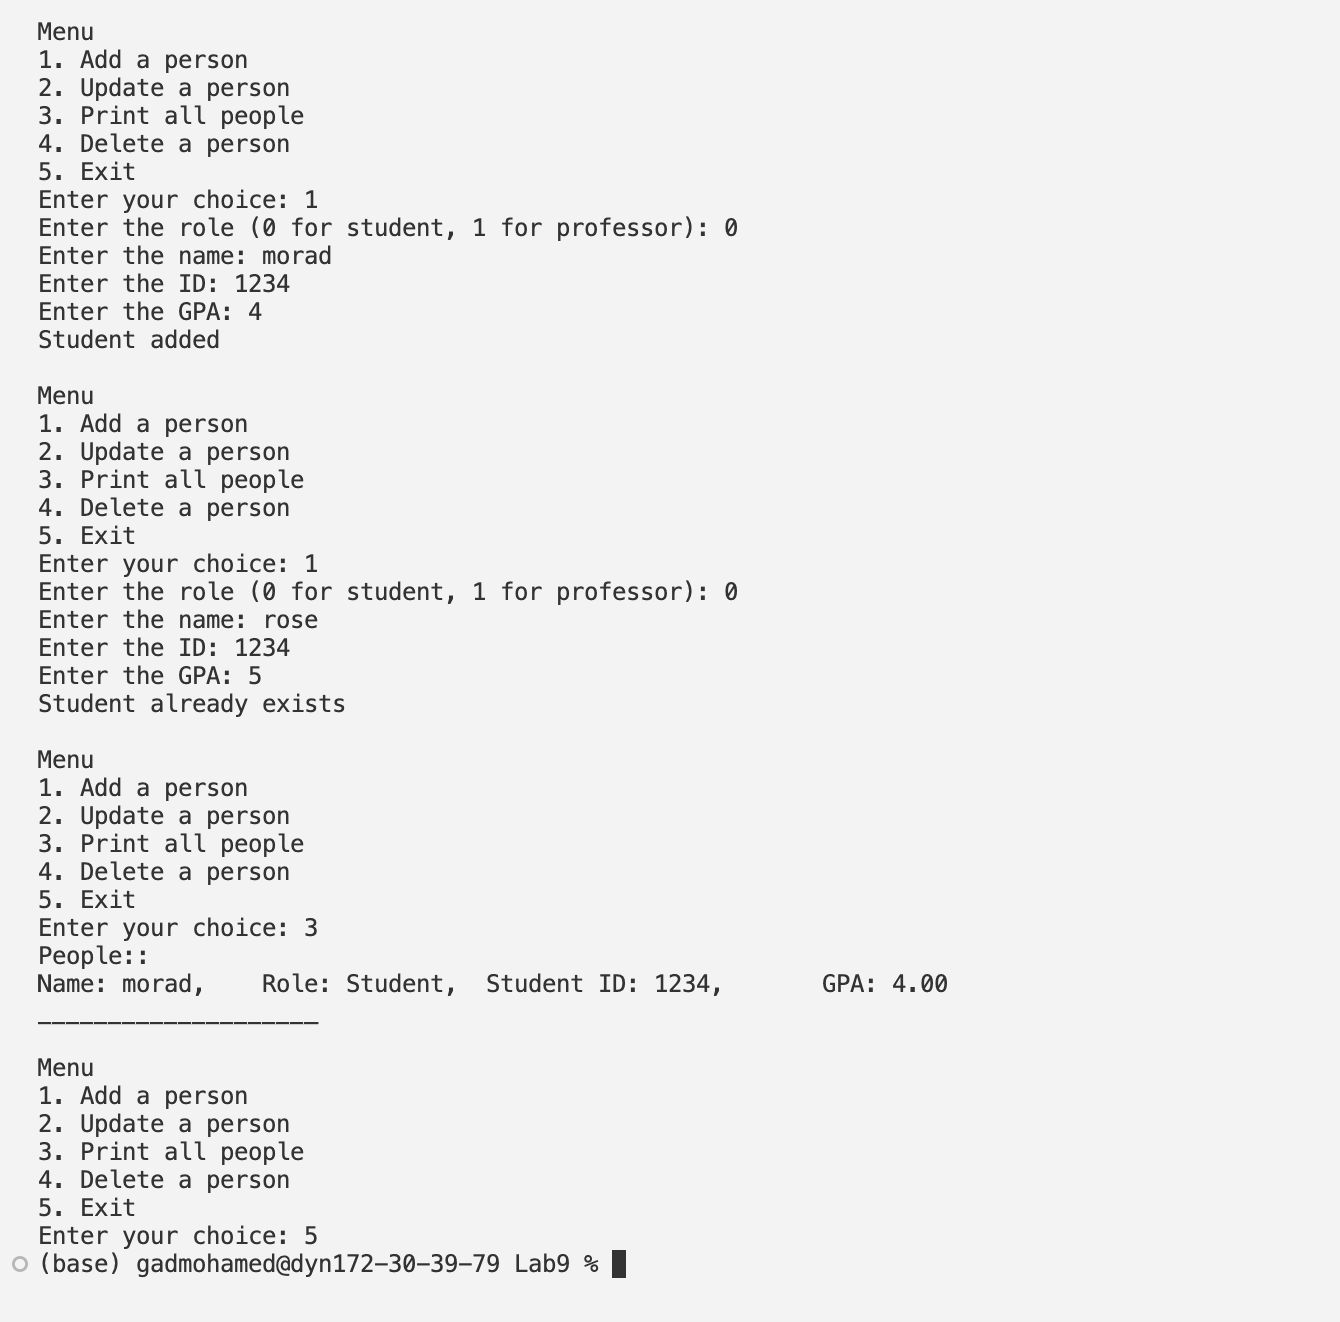 Menu
1. Add a person
2. Update a person
3. Print all people
4. Delete a person
5. Exit
Enter your choice: 1
Enter the role (0 for student, 1 for professor): 0
Enter the name: morad
Enter the ID: 1234
Enter the GPA: 4
Student added
Menu
1. Add a person
2. Update a person
3. Print all people
4. Delete a person
5. Exit
Enter your choice: 1
Enter the role (0 for student, 1 for professor): 0
Enter the name: rose
Enter the ID: 1234
Enter the GPA: 5
Student already exists
Menu
1. Add a person
2. Update a person
3. Print all people
4. Delete a person
5. Exit
Enter your choice: 3
People::
Name: morad,    Role: Student,  Student ID: 1234,       GPA: 4.00
____________________
Menu
1. Add a person
2. Update a person
3. Print all people
4. Delete a person
5. Exit
Enter your choice: 5
(base) gadmohamed@dyn172-30-39-79 Lab9 %